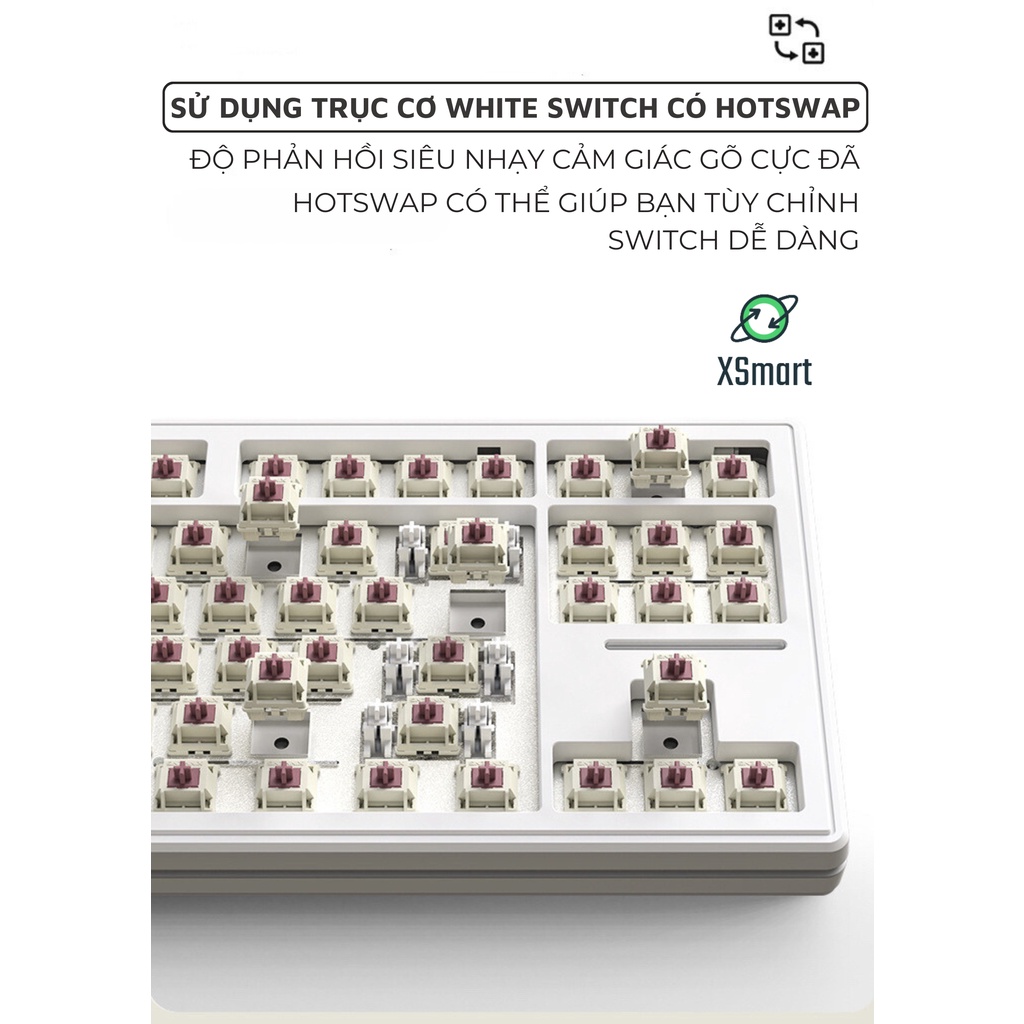 SỬ DỤNG TRỤC CƠ WHITE SWITCH CÓ HOTSWAP
ĐỘ PHẢN HỒI SIÊU NHẠY CẢM GIÁC GÕ CỰC ĐÃ
HOTSWAP CÓ THỂ GIÚP BẠN TÙY CHỈNH
SWITCH DỄ DÀNG
XSmart